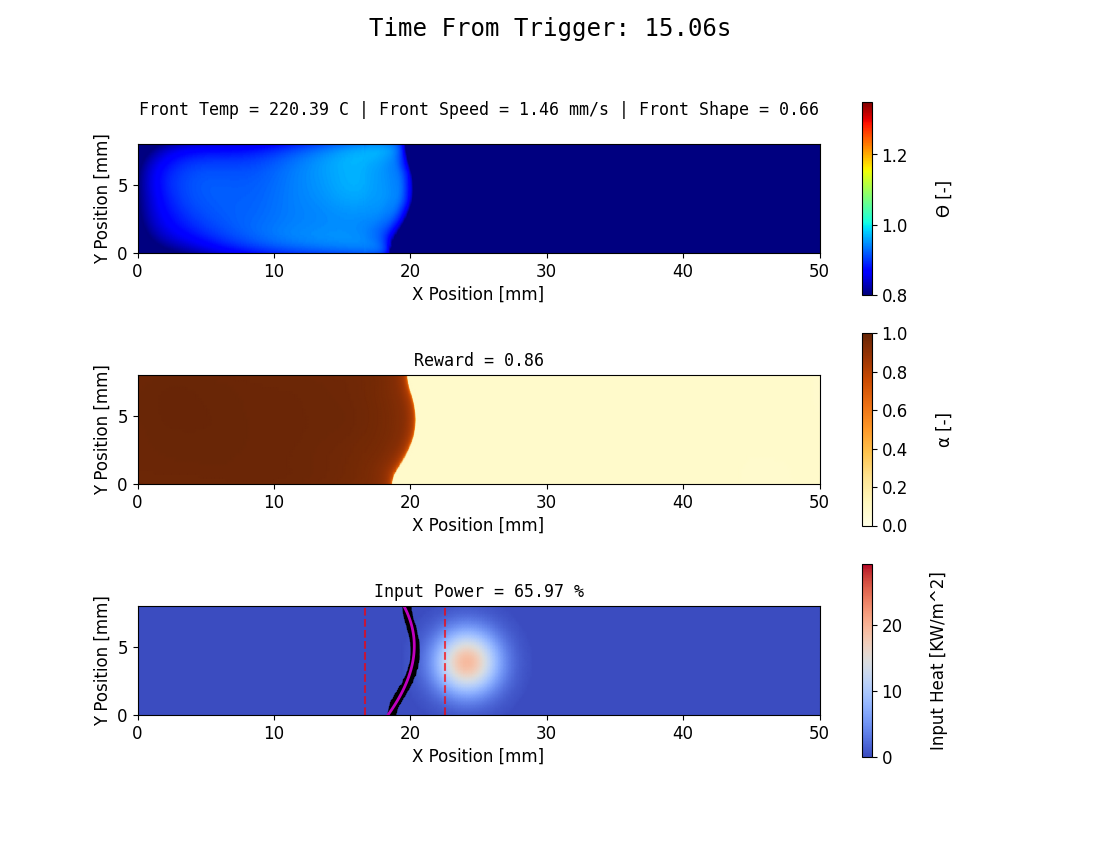 Time From Trigger: 15.06s
Front Temp = 220.39 C | Front Speed = 1.46 mm/s | Front Shape = 0.66
Y Position [mm]
5
0
0 10 20 30 40 50
X Position [mm]
1.2
1.0
0.8
Θ [-]
Reward = 0.86
Y Position [mm]
5
0
0 10 20 30 40 50
X Position [mm]
1.0
0.8
0.6
0.4
0.2
0.0
α [-]
Input Power = 65.97 %
Y Position [mm]
5
0
0 10 20 30 40 50
X Position [mm]
20
10
0
Input Heat [KW/m^2]